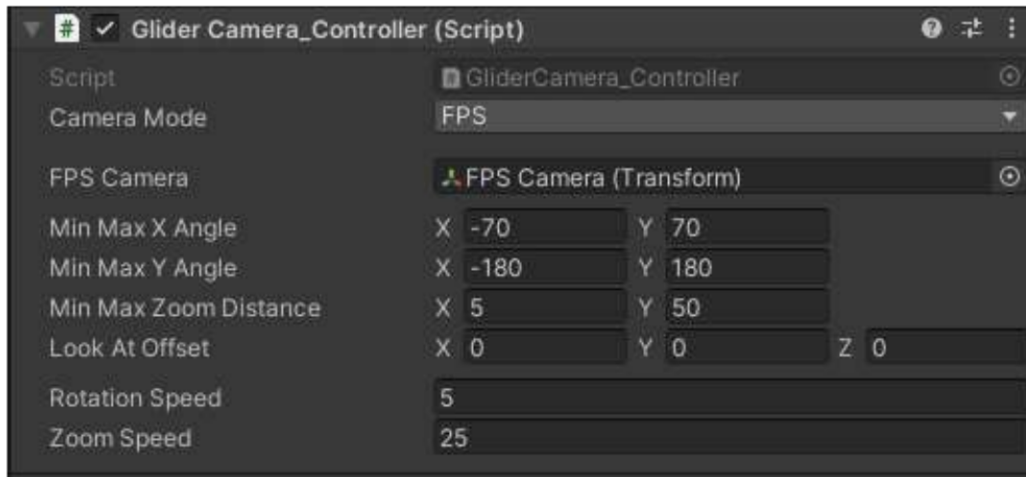 Glider Camera_Controller (Script)
Script GliderCamera_Controller
Camera Mode FPS
FPS Camera FPS Camera (Transform)
Min Max X Angle X -70 Y 70
Min Max Y Angle X -180 Y 180
Min Max Zoom Distance X 5 Y 50
Look At Offset X 0 Y 0 Z 0
Rotation Speed 5
Zoom Speed 25